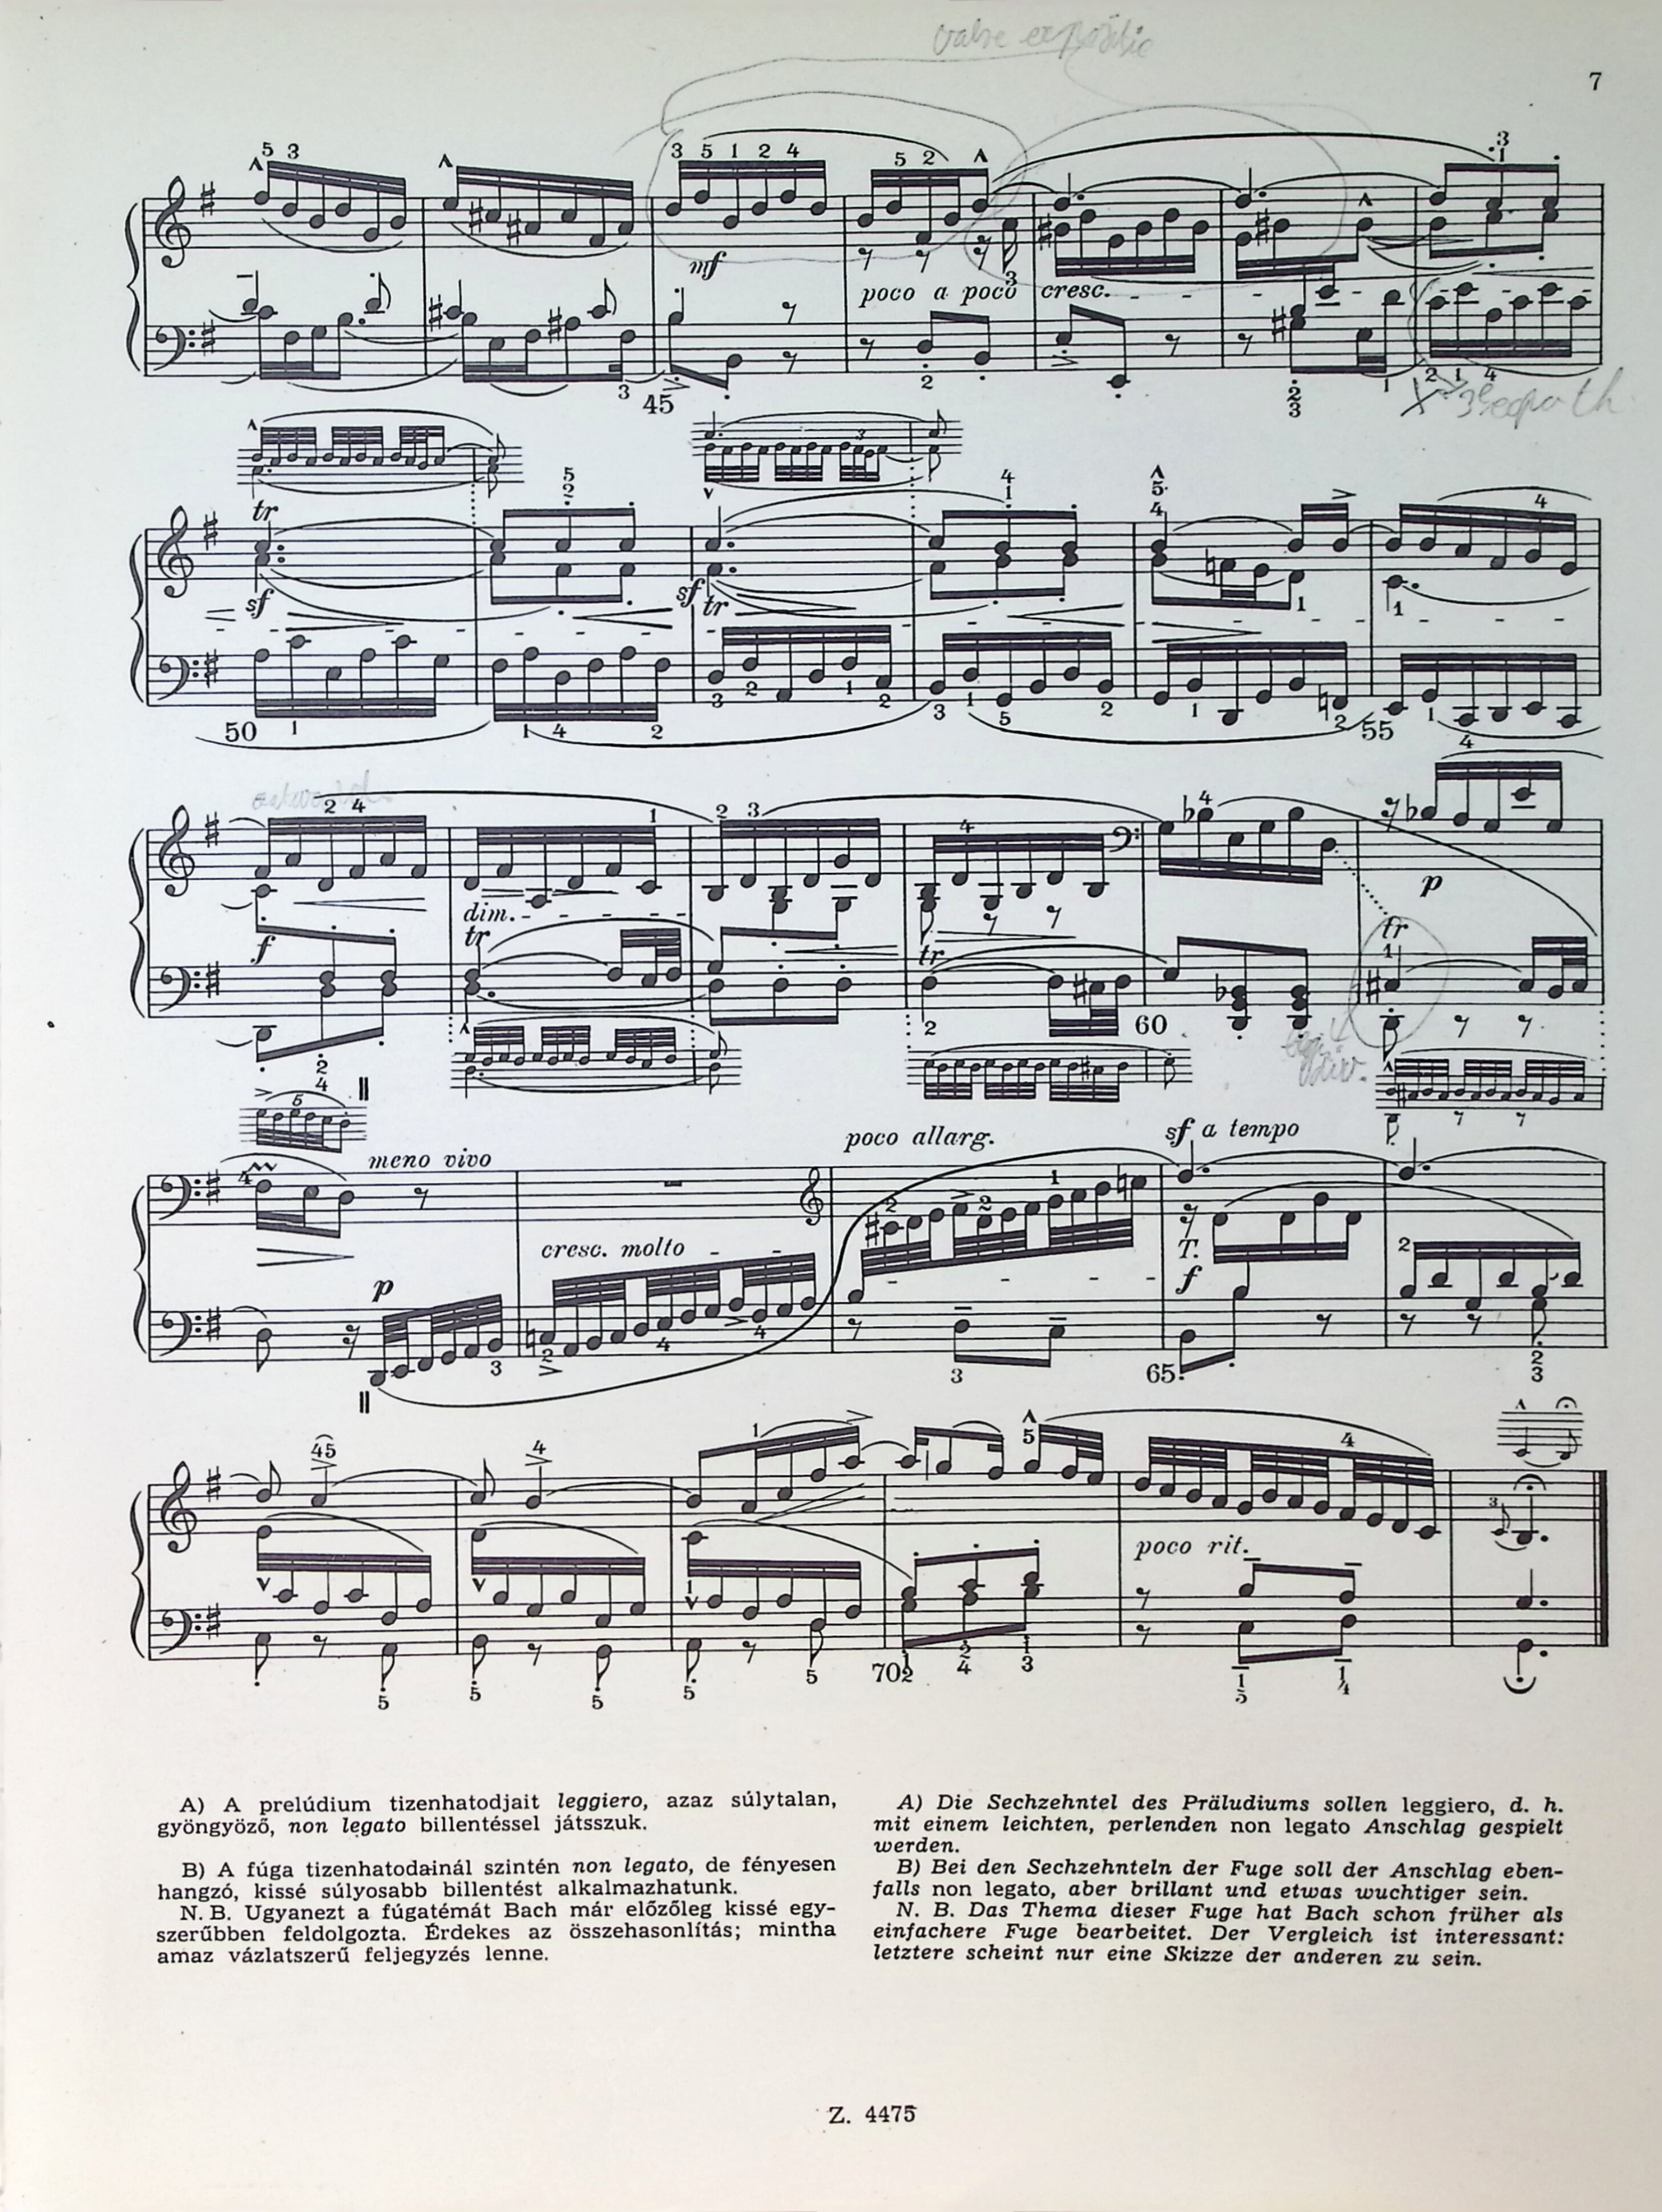 7
mf
poco a poco cresc.
45
tr
sf
sf tr
50
55
f
dim.
tr
tr
p
tr
60
meno vivo
poco allarg.
sf a tempo
cresc. molto
p
T.
f
65
poco rit.
70
A) A prelúdium tizenhatodjait leggiero, azaz súlytalan,
gyöngyöző, non legato billentéssel játsszuk.
B) A fúga tizenhatodainál szintén non legato, de fényesen
hangzó, kissé súlyosabb billentést alkalmazhatunk.
N. B. Ugyanezt a fúgatémát Bach már előzőleg kissé egy-
szerűbben feldolgozta. Érdekes az összehasonlítás; mintha
amaz vázlatszerű feljegyzés lenne.
A) Die Sechzehntel des Präludiums sollen leggiero, d. h.
mit einem leichten, perlenden non legato Anschlag gespielt
werden.
B) Bei den Sechzehnteln der Fuge soll der Anschlag eben-
falls non legato, aber brillant und etwas wuchtiger sein.
N. B. Das Thema dieser Fuge hat Bach schon früher als
einfachere Fuge bearbeitet. Der Vergleich ist interessant:
letztere scheint nur eine Skizze der anderen zu sein.
Z. 4475